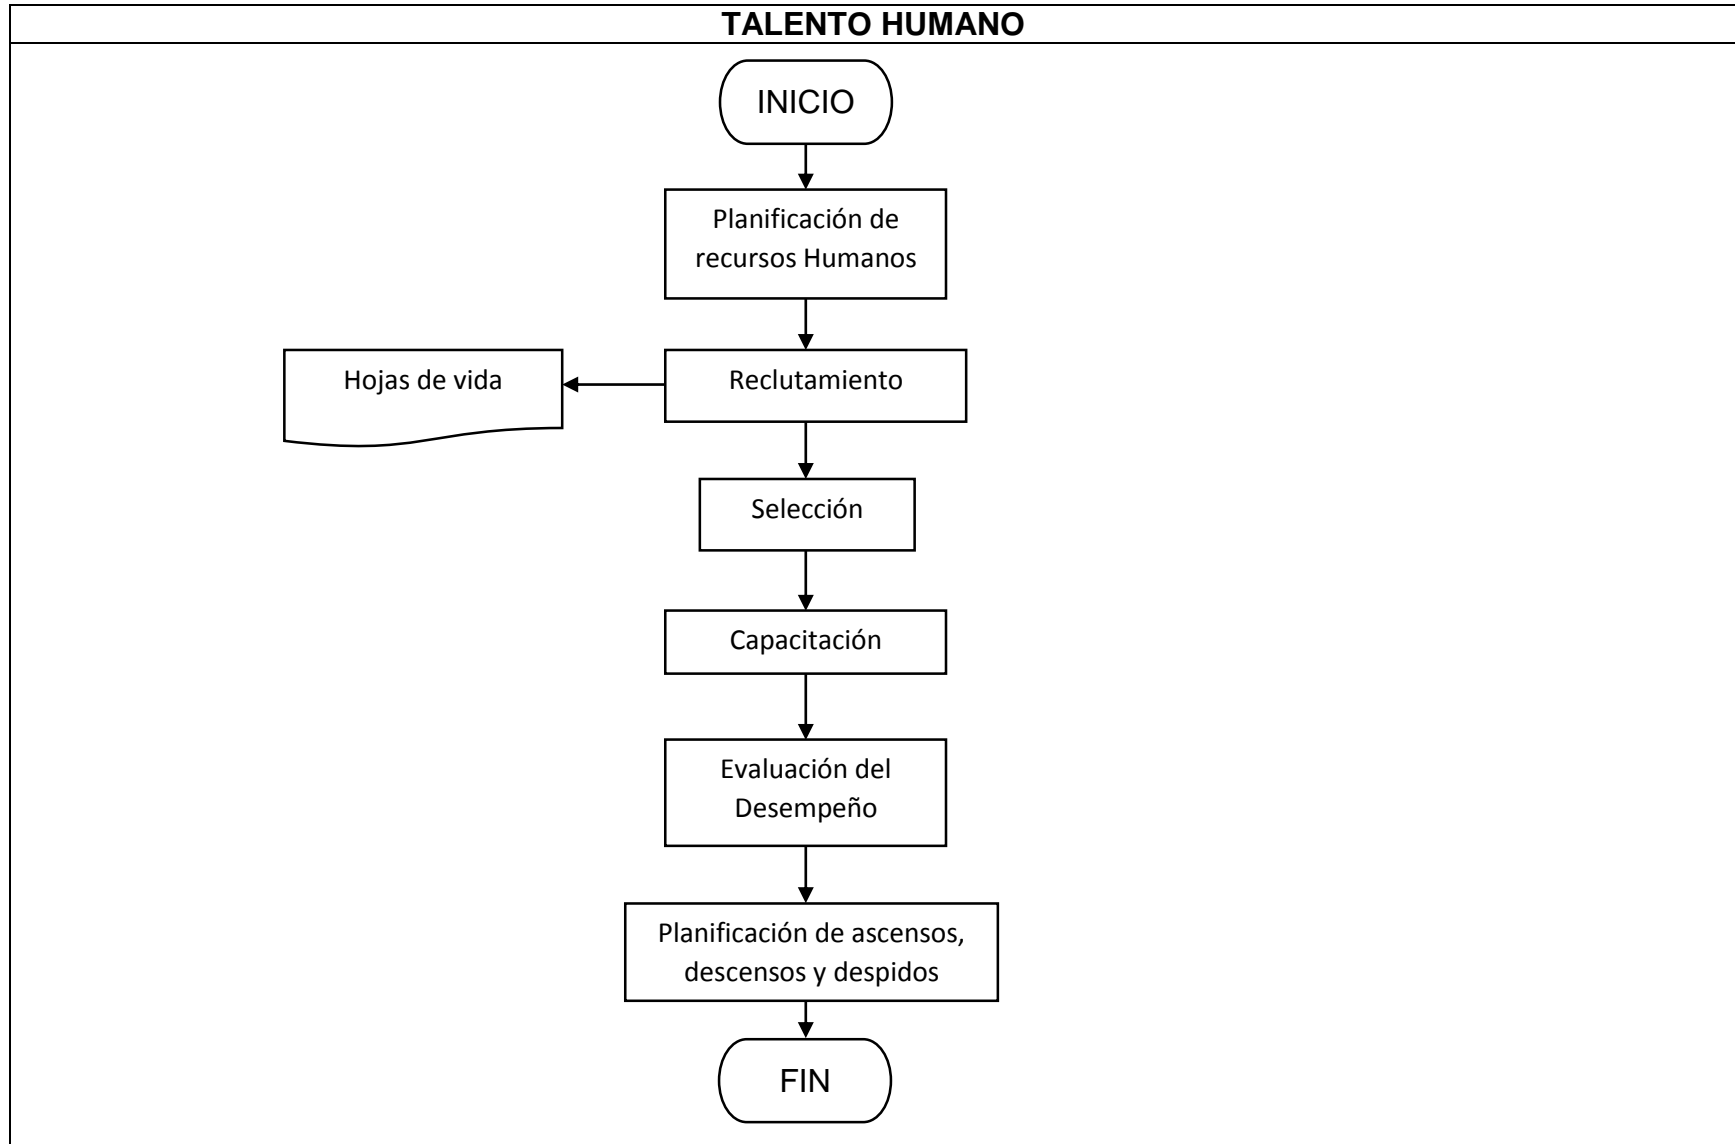 TALENTO HUMANO
INICIO
Planificación de
recursos Humanos
Hojas de vida
Reclutamiento
Selección
Capacitación
Evaluación del
Desempeño
Planificación de ascensos,
descensos y despidos
FIN